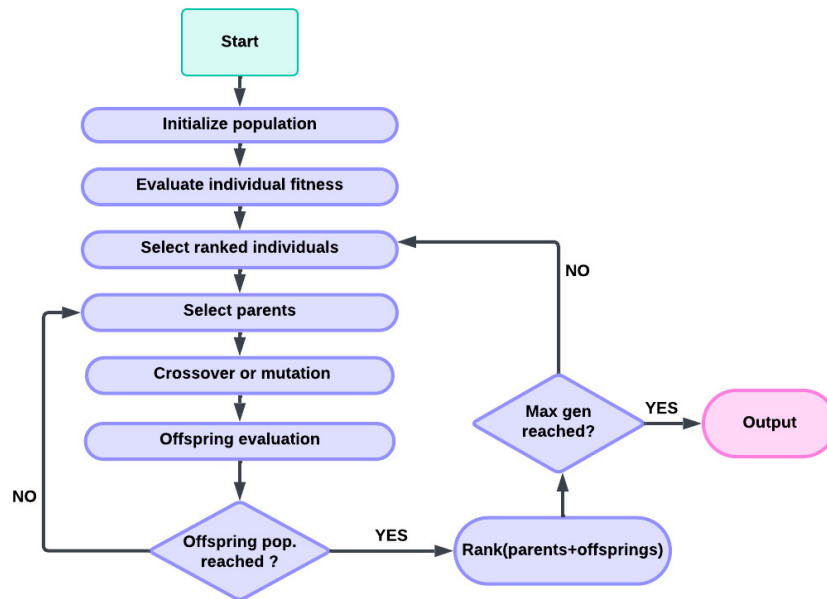 Start
Initialize population
Evaluate individual fitness
Select ranked individuals
NO
Select parents
Crossover or mutation
Max gen
reached?
YES
Output
Offspring evaluation
NO
Offspring pop.
reached ?
YES
Rank(parents+offsprings)